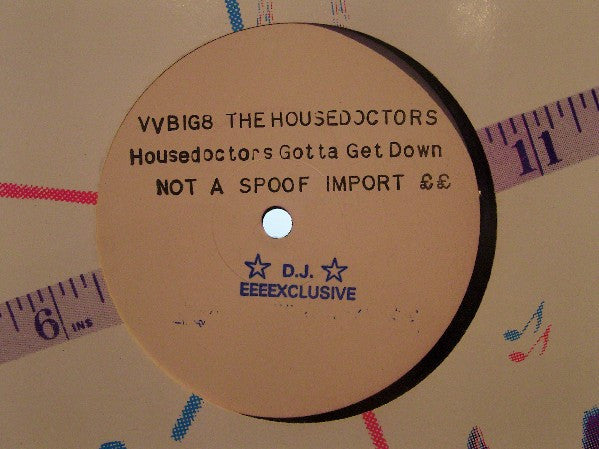 VVBIG8 THE HOUSEDOCTORS
Housedoctors Gotta Get Down
NOT A SPOOF IMPORT ££
☆ D.J. ☆
EEEEXCLUSIVE
11
6 INS